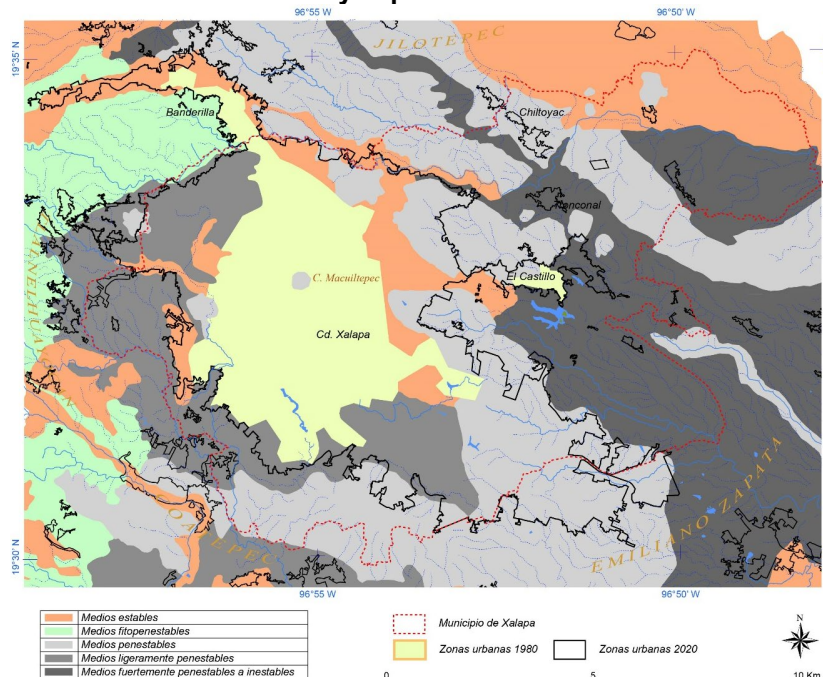 96°55' W
96°50' W
19°35' N
JILOTEPEC
Banderilla
Chiltoyac
El Castillo
C. Macuiltepec
Cd. Xalapa
EMILIANO ZAPATA
19°30' N
96°55' W
96°50' W
Medios estables
Medios fitopenestables
Medios penestables
Medios ligeramente penestables
Medios fuertemente penestables a inestables
Municipio de Xalapa
Zonas urbanas 1980
Zonas urbanas 2020
N
0
5
10 Km